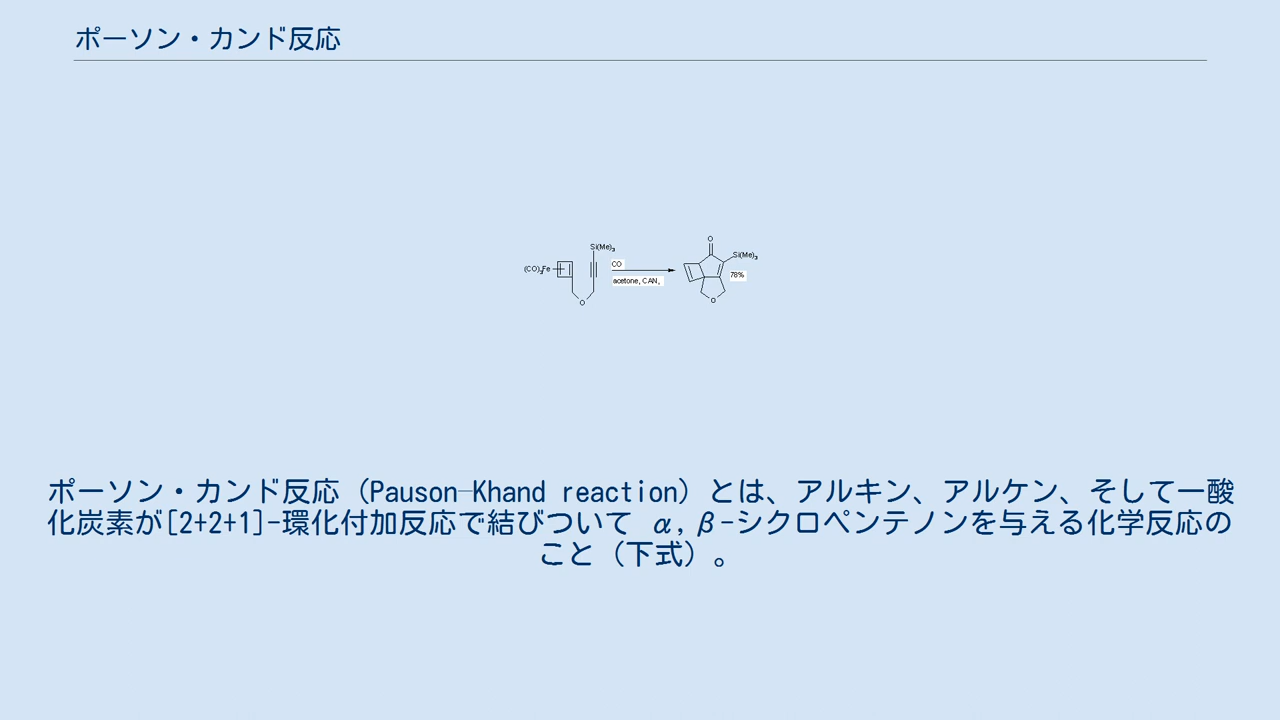 ポーソン・カンド反応
Si(Me)3
(CO)3Fe
O
CO
acetone, CAN,
O
Si(Me)3
78%
O
ポーソン・カンド反応（Pauson–Khand reaction）とは、アルキン、アルケン、そして一酸
化炭素が[2+2+1]-環化付加反応で結びついて α, β-シクロペンテノンを与える化学反応の
こと（下式）。